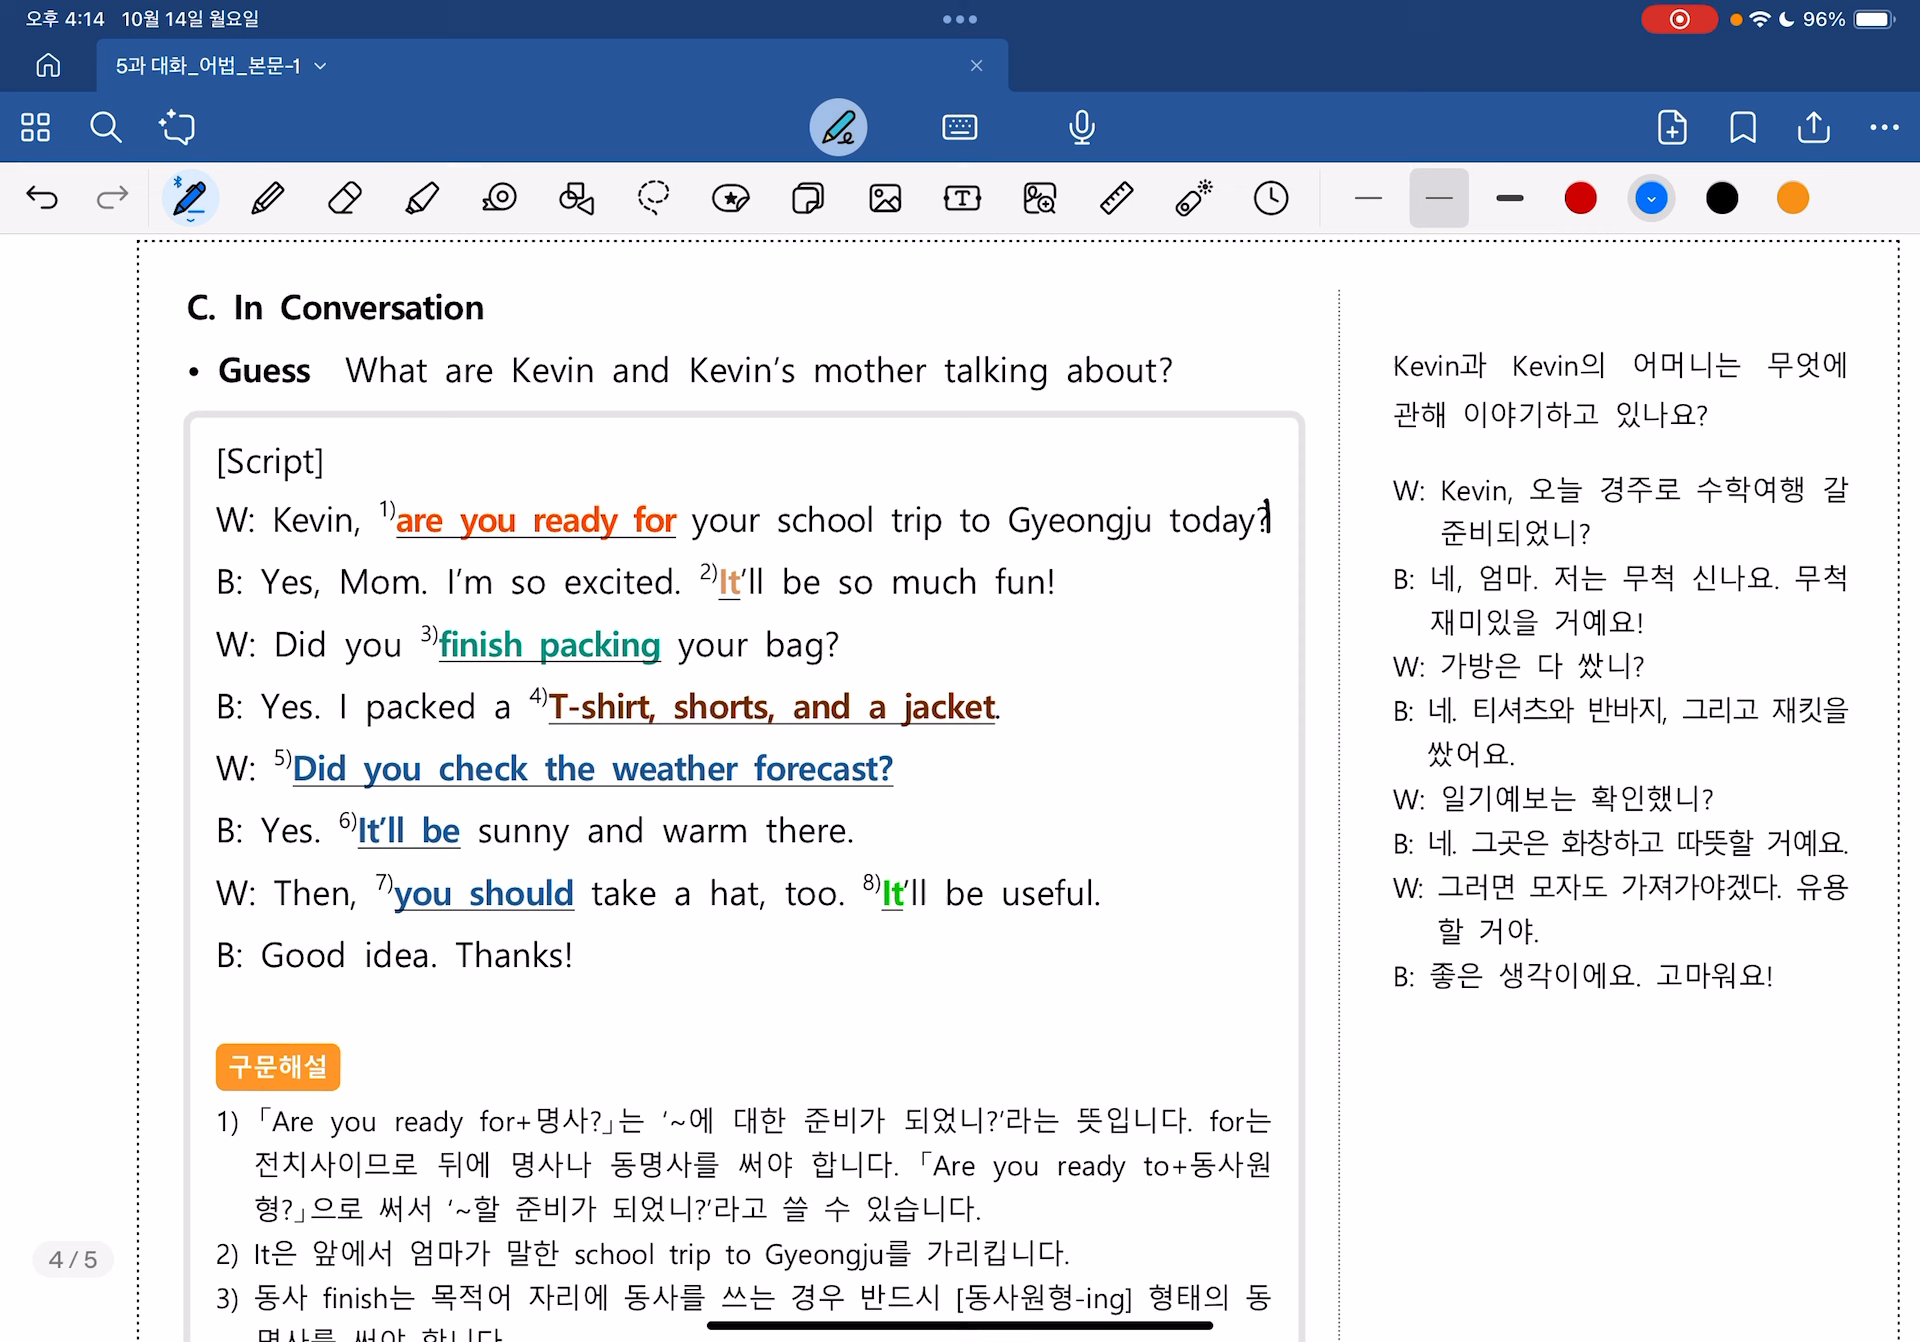 오후 4:14 10월 14일 월요일
96%
5과 대화_어법_본문-1
C. In Conversation
• Guess What are Kevin and Kevin's mother talking about?
[Script]
W: Kevin, 1)are you ready for your school trip to Gyeongju today?
B: Yes, Mom. I'm so excited. 2)It'll be so much fun!
W: Did you 3)finish packing your bag?
B: Yes. I packed a 4)T-shirt, shorts, and a jacket.
W: 5)Did you check the weather forecast?
B: Yes. 6)It'll be sunny and warm there.
W: Then, 7)you should take a hat, too. 8)It'll be useful.
B: Good idea. Thanks!
구문해설
1) 「Are you ready for+명사?」는 '~에 대한 준비가 되었니?'라는 뜻입니다. for는
전치사이므로 뒤에 명사나 동명사를 써야 합니다. 「Are you ready to+동사원
형?」으로 써서 '~할 준비가 되었니?'라고 쓸 수 있습니다.
2) It은 앞에서 엄마가 말한 school trip to Gyeongju를 가리킵니다.
3) 동사 finish는 목적어 자리에 동사를 쓰는 경우 반드시 [동사원형-ing] 형태의 동
명사를 써야 합니다
Kevin과 Kevin의 어머니는 무엇에
관해 이야기하고 있나요?
W: Kevin, 오늘 경주로 수학여행 갈
준비되었니?
B: 네, 엄마. 저는 무척 신나요. 무척
재미있을 거예요!
W: 가방은 다 쌌니?
B: 네. 티셔츠와 반바지, 그리고 재킷을
쌌어요.
W: 일기예보는 확인했니?
B: 네. 그곳은 화창하고 따뜻할 거예요.
W: 그러면 모자도 가져가야겠다. 유용
할 거야.
B: 좋은 생각이에요. 고마워요!
4 / 5